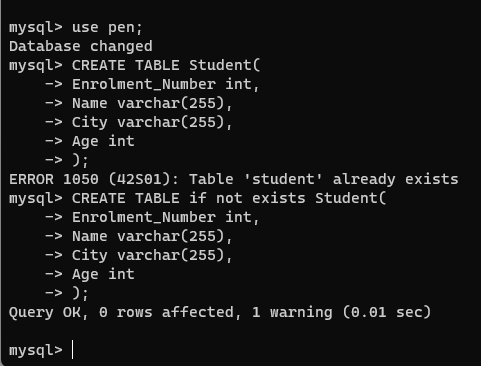 mysql> use pen;
Database changed
mysql> CREATE TABLE Student(
    -> Enrolment_Number int,
    -> Name varchar(255),
    -> City varchar(255),
    -> Age int
    -> );
ERROR 1050 (42S01): Table 'student' already exists
mysql> CREATE TABLE if not exists Student(
    -> Enrolment_Number int,
    -> Name varchar(255),
    -> City varchar(255),
    -> Age int
    -> );
Query OK, 0 rows affected, 1 warning (0.01 sec)
mysql>